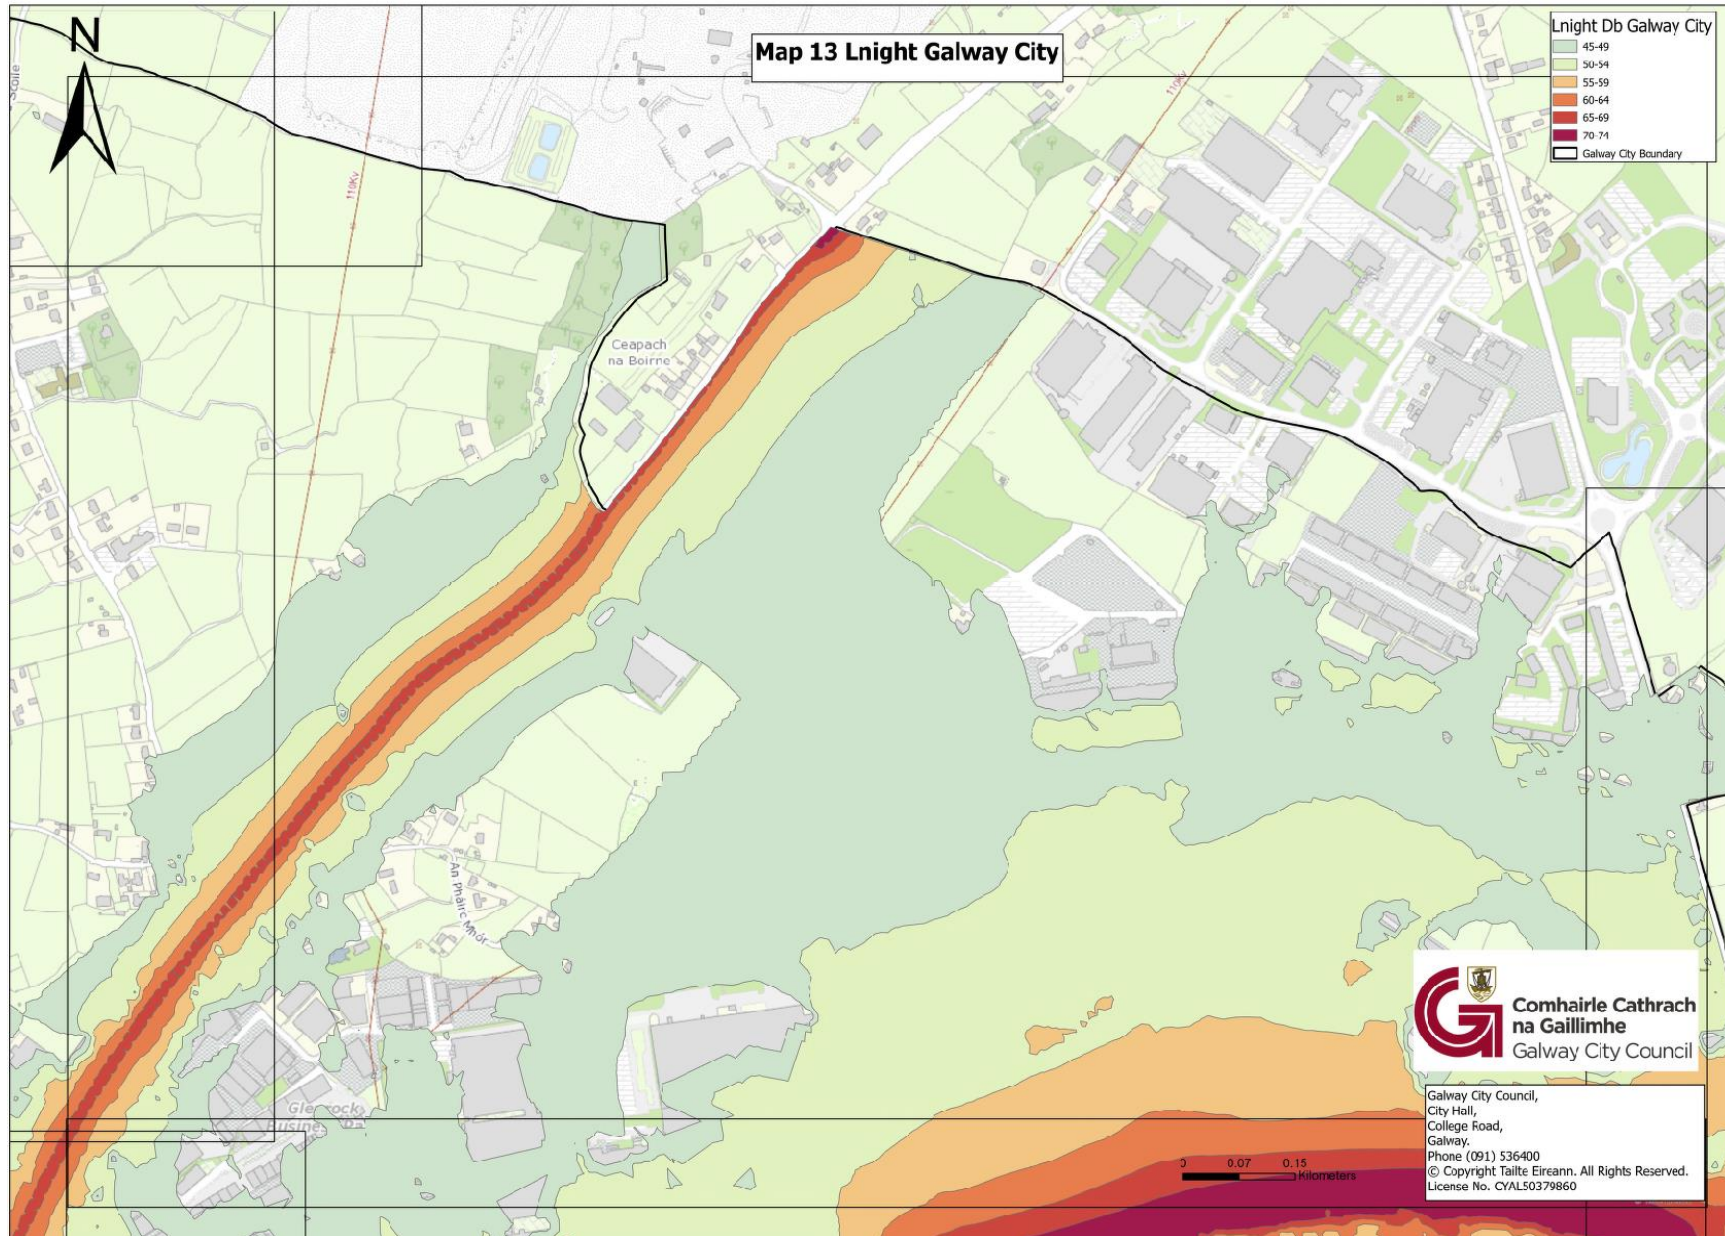 Map 13 Lnight Galway City
N
Lnight Db Galway City
45-49
50-54
55-59
60-64
65-69
70-74
Galway City Boundary
110Kv
110Kv
Ceapach
na Boirne
An Pháirc Mhór
Glenrock
0 0.07 0.15
Kilometers
Comhairle Cathrach
na Gaillimhe
Galway City Council
Galway City Council,
City Hall,
College Road,
Galway.
Phone (091) 536400
© Copyright Tailte Eireann. All Rights Reserved.
License No. CYAL50379860